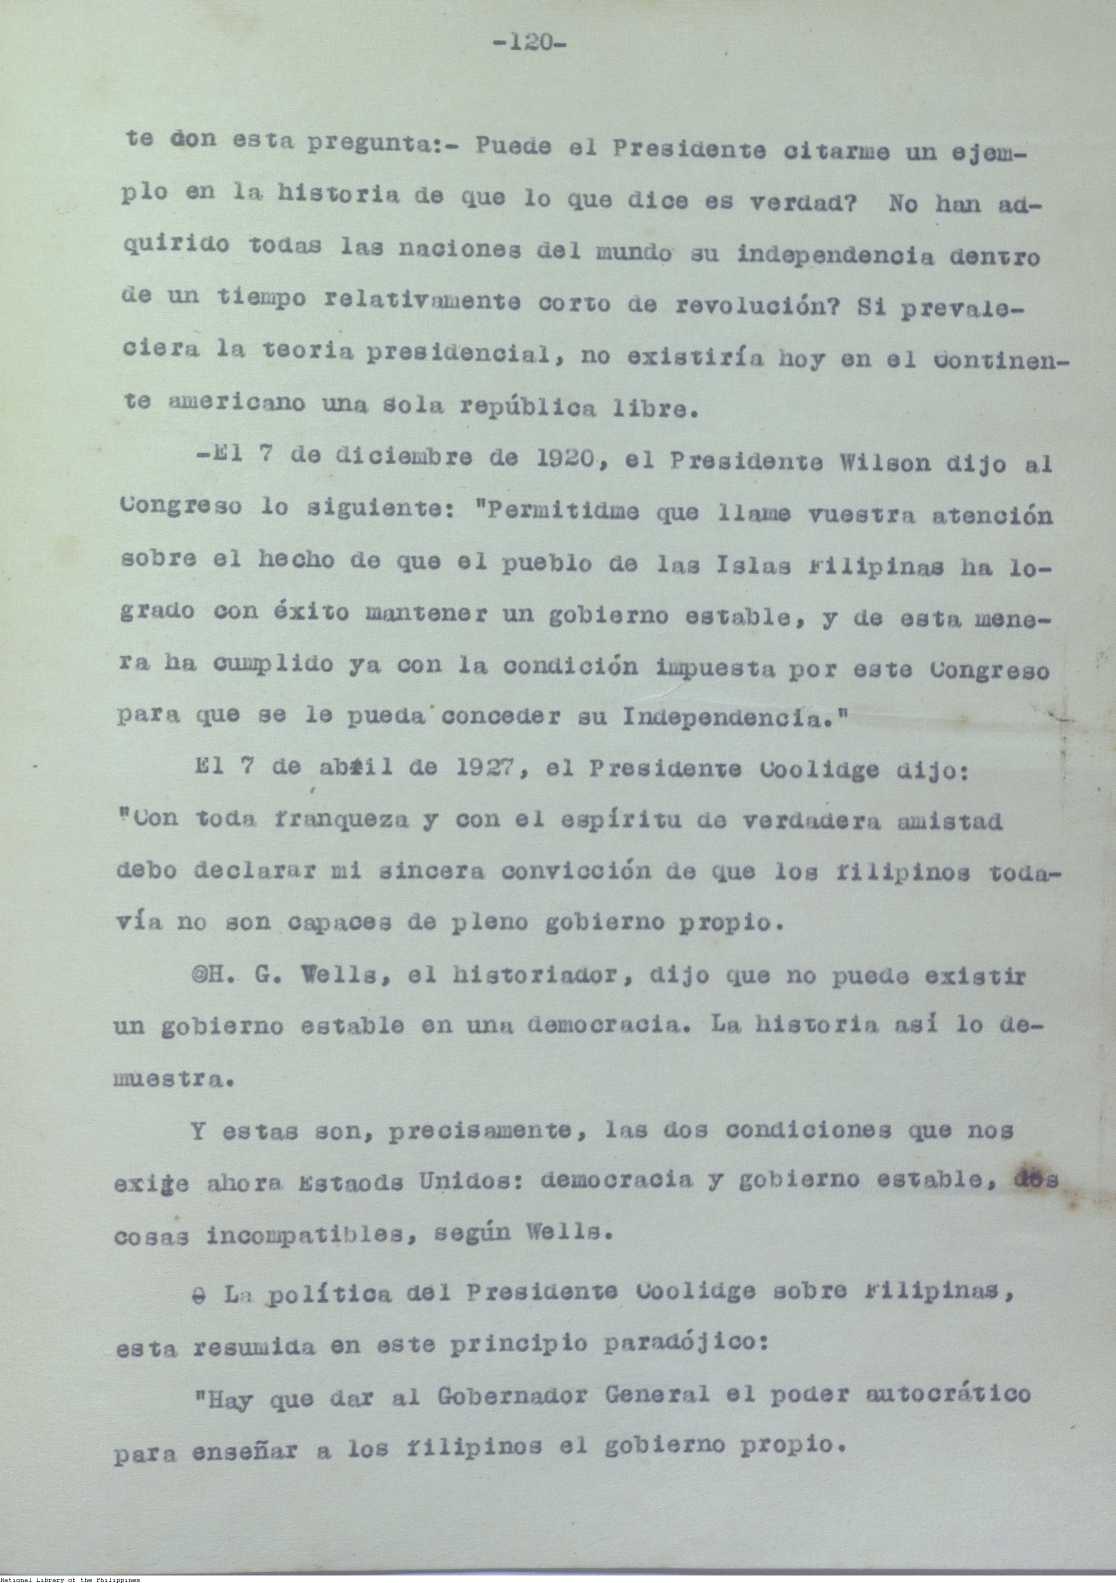 -120-
te don esta pregunta:- Puede el Presidente citarme un ejem-
plo en la historia de que lo que dice es verdad? No han ad-
quirido todas las naciones del mundo su independencia dentro
de un tiempo relativamente corto de revolución? Si prevale-
ciera la teoria presidencial, no existiría hoy en el Continen-
te americano una sola república libre.
-El 7 de diciembre de 1920, el Presidente Wilson dijo al
Congreso lo siguiente: "Permitidme que llame vuestra atención
sobre el hecho de que el pueblo de las Islas Filipinas ha lo-
grado con éxito mantener un gobierno estable, y de esta mene-
ra ha cumplido ya con la condición impuesta por este Congreso
para que se le pueda conceder su Independencia."
El 7 de abril de 1927, el Presidente Coolidge dijo:
"Con toda franqueza y con el espíritu de verdadera amistad
debo declarar mi sincera convicción de que los filipinos toda-
vía no son capaces de pleno gobierno propio.
@H. G. Wells, el historiador, dijo que no puede existir
un gobierno estable en una democracia. La historia así lo de-
muestra.
Y estas son, precisamente, las dos condiciones que nos
exige ahora Estaods Unidos: democracia y gobierno estable, dos
cosas incompatibles, según Wells.
La política del Presidente Coolidge sobre Filipinas,
esta resumida en este principio paradójico:
"Hay que dar al Gobernador General el poder autocrático
para enseñar a los filipinos el gobierno propio.
National Library of the Philippines